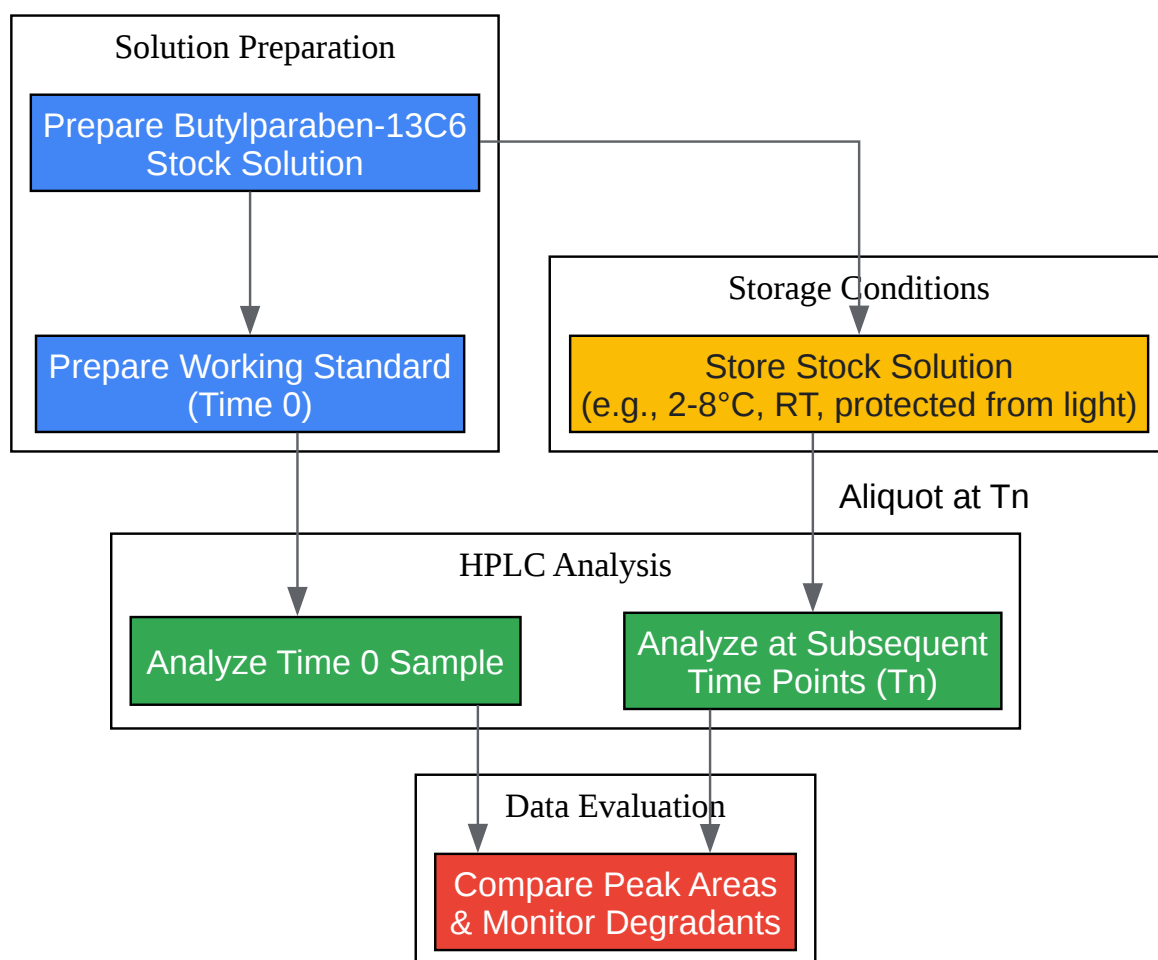 Solution Preparation
Prepare Butylparaben-13C6
Stock Solution
Storage Conditions
Prepare Working Standard
(Time 0)
Store Stock Solution
(e.g., 2-8°C, RT, protected from light)
Aliquot at Tn
HPLC Analysis
Analyze Time 0 Sample
Analyze at Subsequent
Time Points (Tn)
Data Evaluation
Compare Peak Areas
& Monitor Degradants